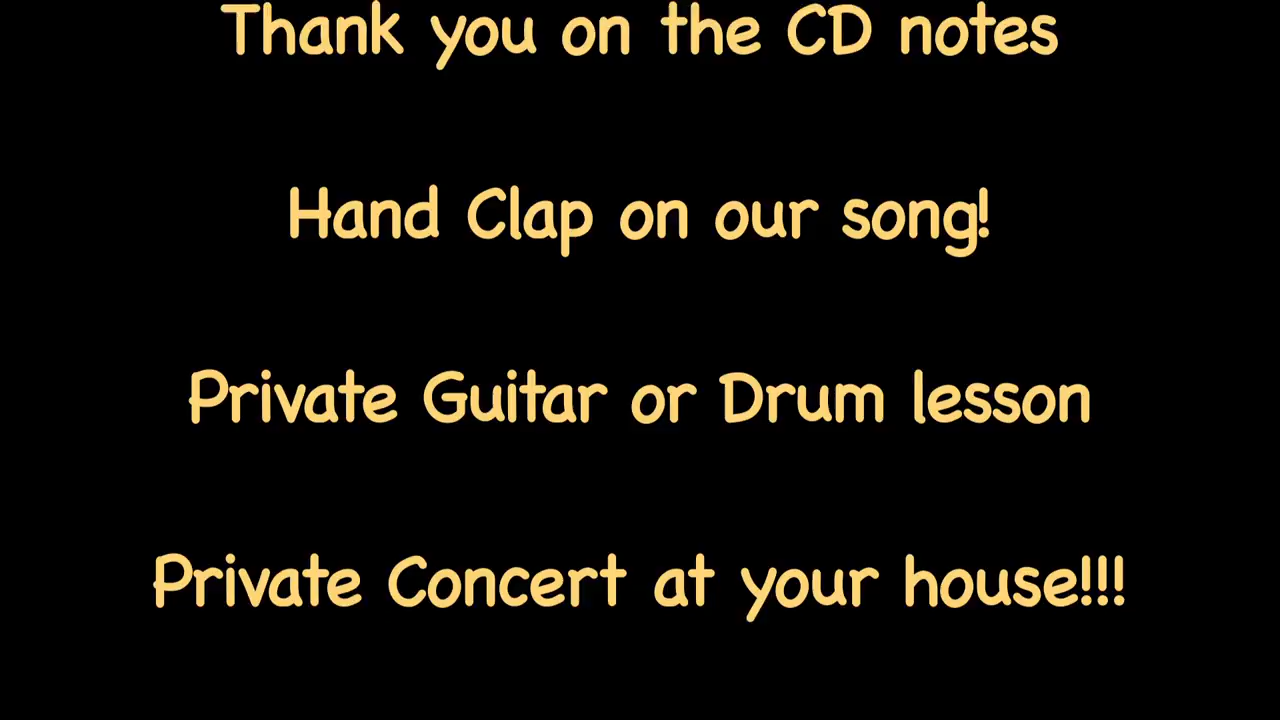 Thank you on the CD notes
Hand Clap on our song!
Private Guitar or Drum lesson
Private Concert at your house!!!